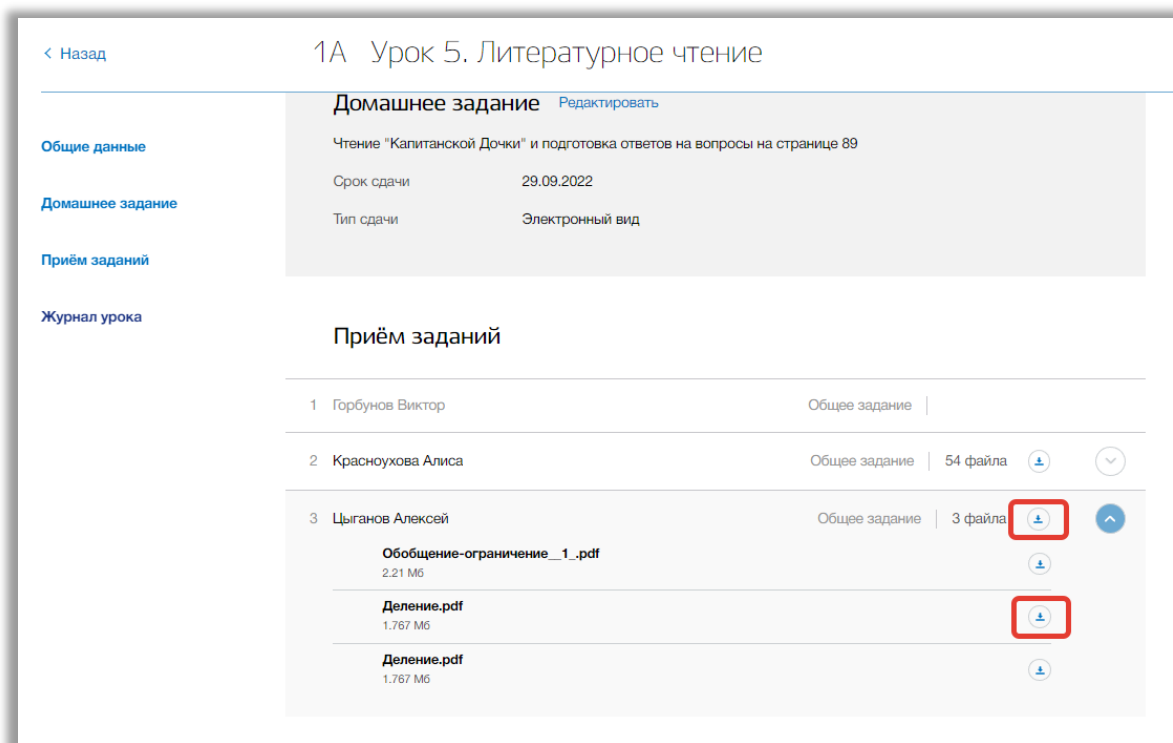 Назад
1А Урок 5. Литературное чтение
Домашнее задание Редактировать
Общие данные
Чтение "Капитанской Дочки" и подготовка ответов на вопросы на странице 89
Срок сдачи 29.09.2022
Домашнее задание
Тип сдачи Электронный вид
Приём заданий
Журнал урока
Приём заданий
1 Горбунов Виктор Общее задание
2 Красноухова Алиса Общее задание 54 файла
3 Цыганов Алексей Общее задание 3 файла
Обобщение-ограничение__1_.pdf
2.21 Мб
Деление.pdf
1.767 Мб
Деление.pdf
1.767 Мб